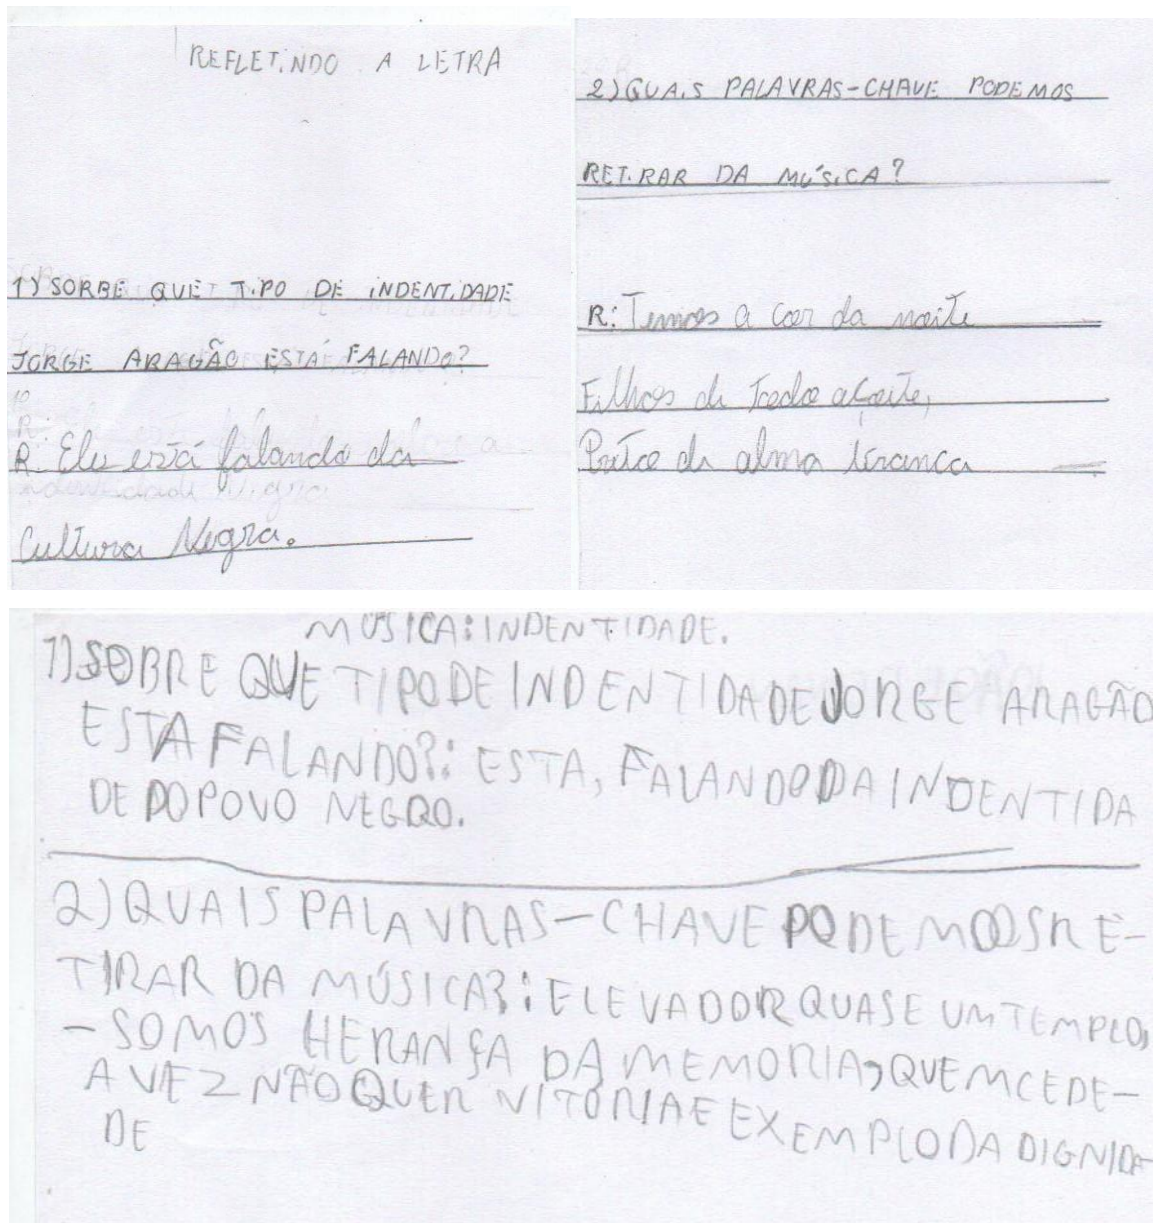 REFLETINDO A LETRA
1) SORBE QUE TIPO DE INDENTIDADE
JORGE ARAGÃO ESTÁ FALANDO?
R: Ele está falando da
Cultura Negra.
2) QUAIS PALAVRAS-CHAVE PODEMOS
RETIRAR DA MÚSICA?
R: Temos a cor da noite
Filhos de Todo açoite,
Preto de alma branca
MÚSICA: INDENTIDADE.
1) SOBRE QUE TIPO DE INDENTIDADE JORGE ARAGÃO
ESTA FALANDO?: ESTA, FALANDO DA INDENTIDA
DE DO POVO NEGRO.
2) QUAIS PALAVRAS-CHAVE PODEMOS RE-
TIRAR DA MÚSICA?: ELEVADOR QUASE UM TEMPLO,
- SOMOS HERANÇA DA MEMORIA, QUEM CEDE-
A VEZ NÃO QUER VITÓRIA E EXEMPLO DA DIGNIDA
DE